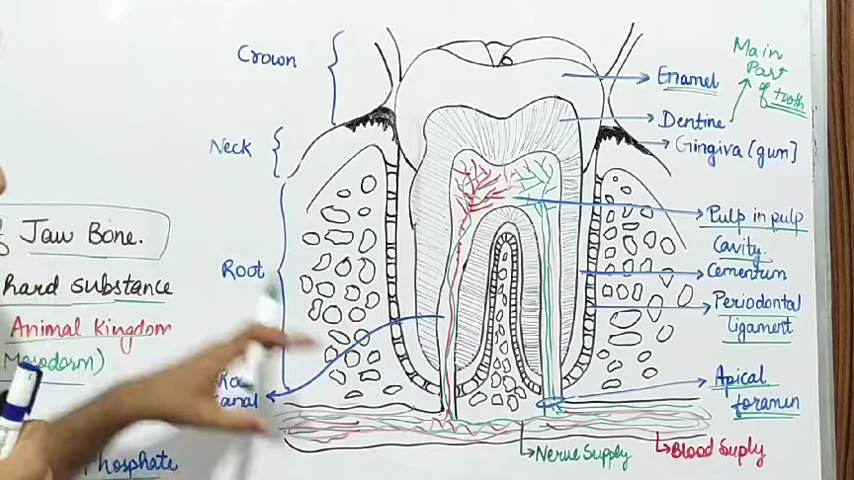 Crown
Neck
Root
Jaw Bone.
hard substance
Animal kingdom
Mesoderm)
phosphate
Enamel
Main
Part
of tooth
Dentine
Gingiva (gum)
Pulp in pulp
Cavity
Cementum
Periodontal
ligament
Apical
foramen
Nerve Supply
Blood Suply